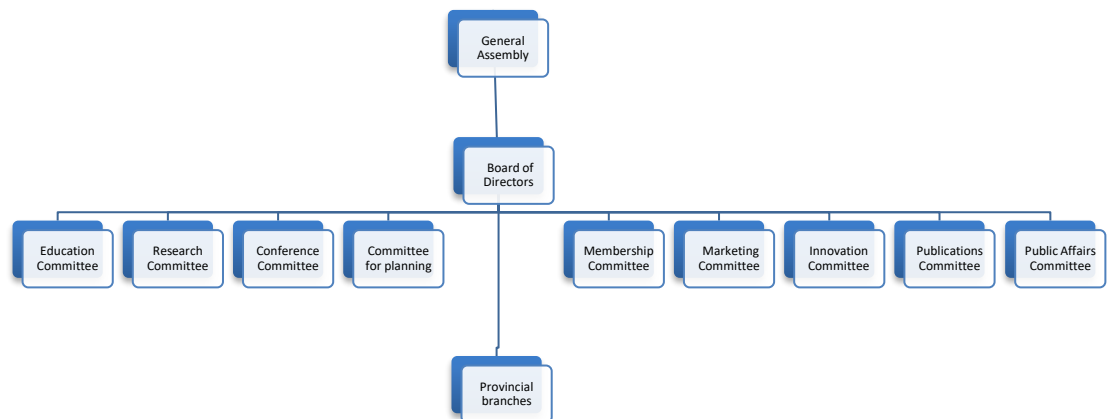 General
Assembly
Board of
Directors
Education
Committee
Research
Committee
Conference
Committee
Committee
for planning
Membership
Committee
Marketing
Committee
Innovation
Committee
Publications
Committee
Public Affairs
Committee
Provincial
branches